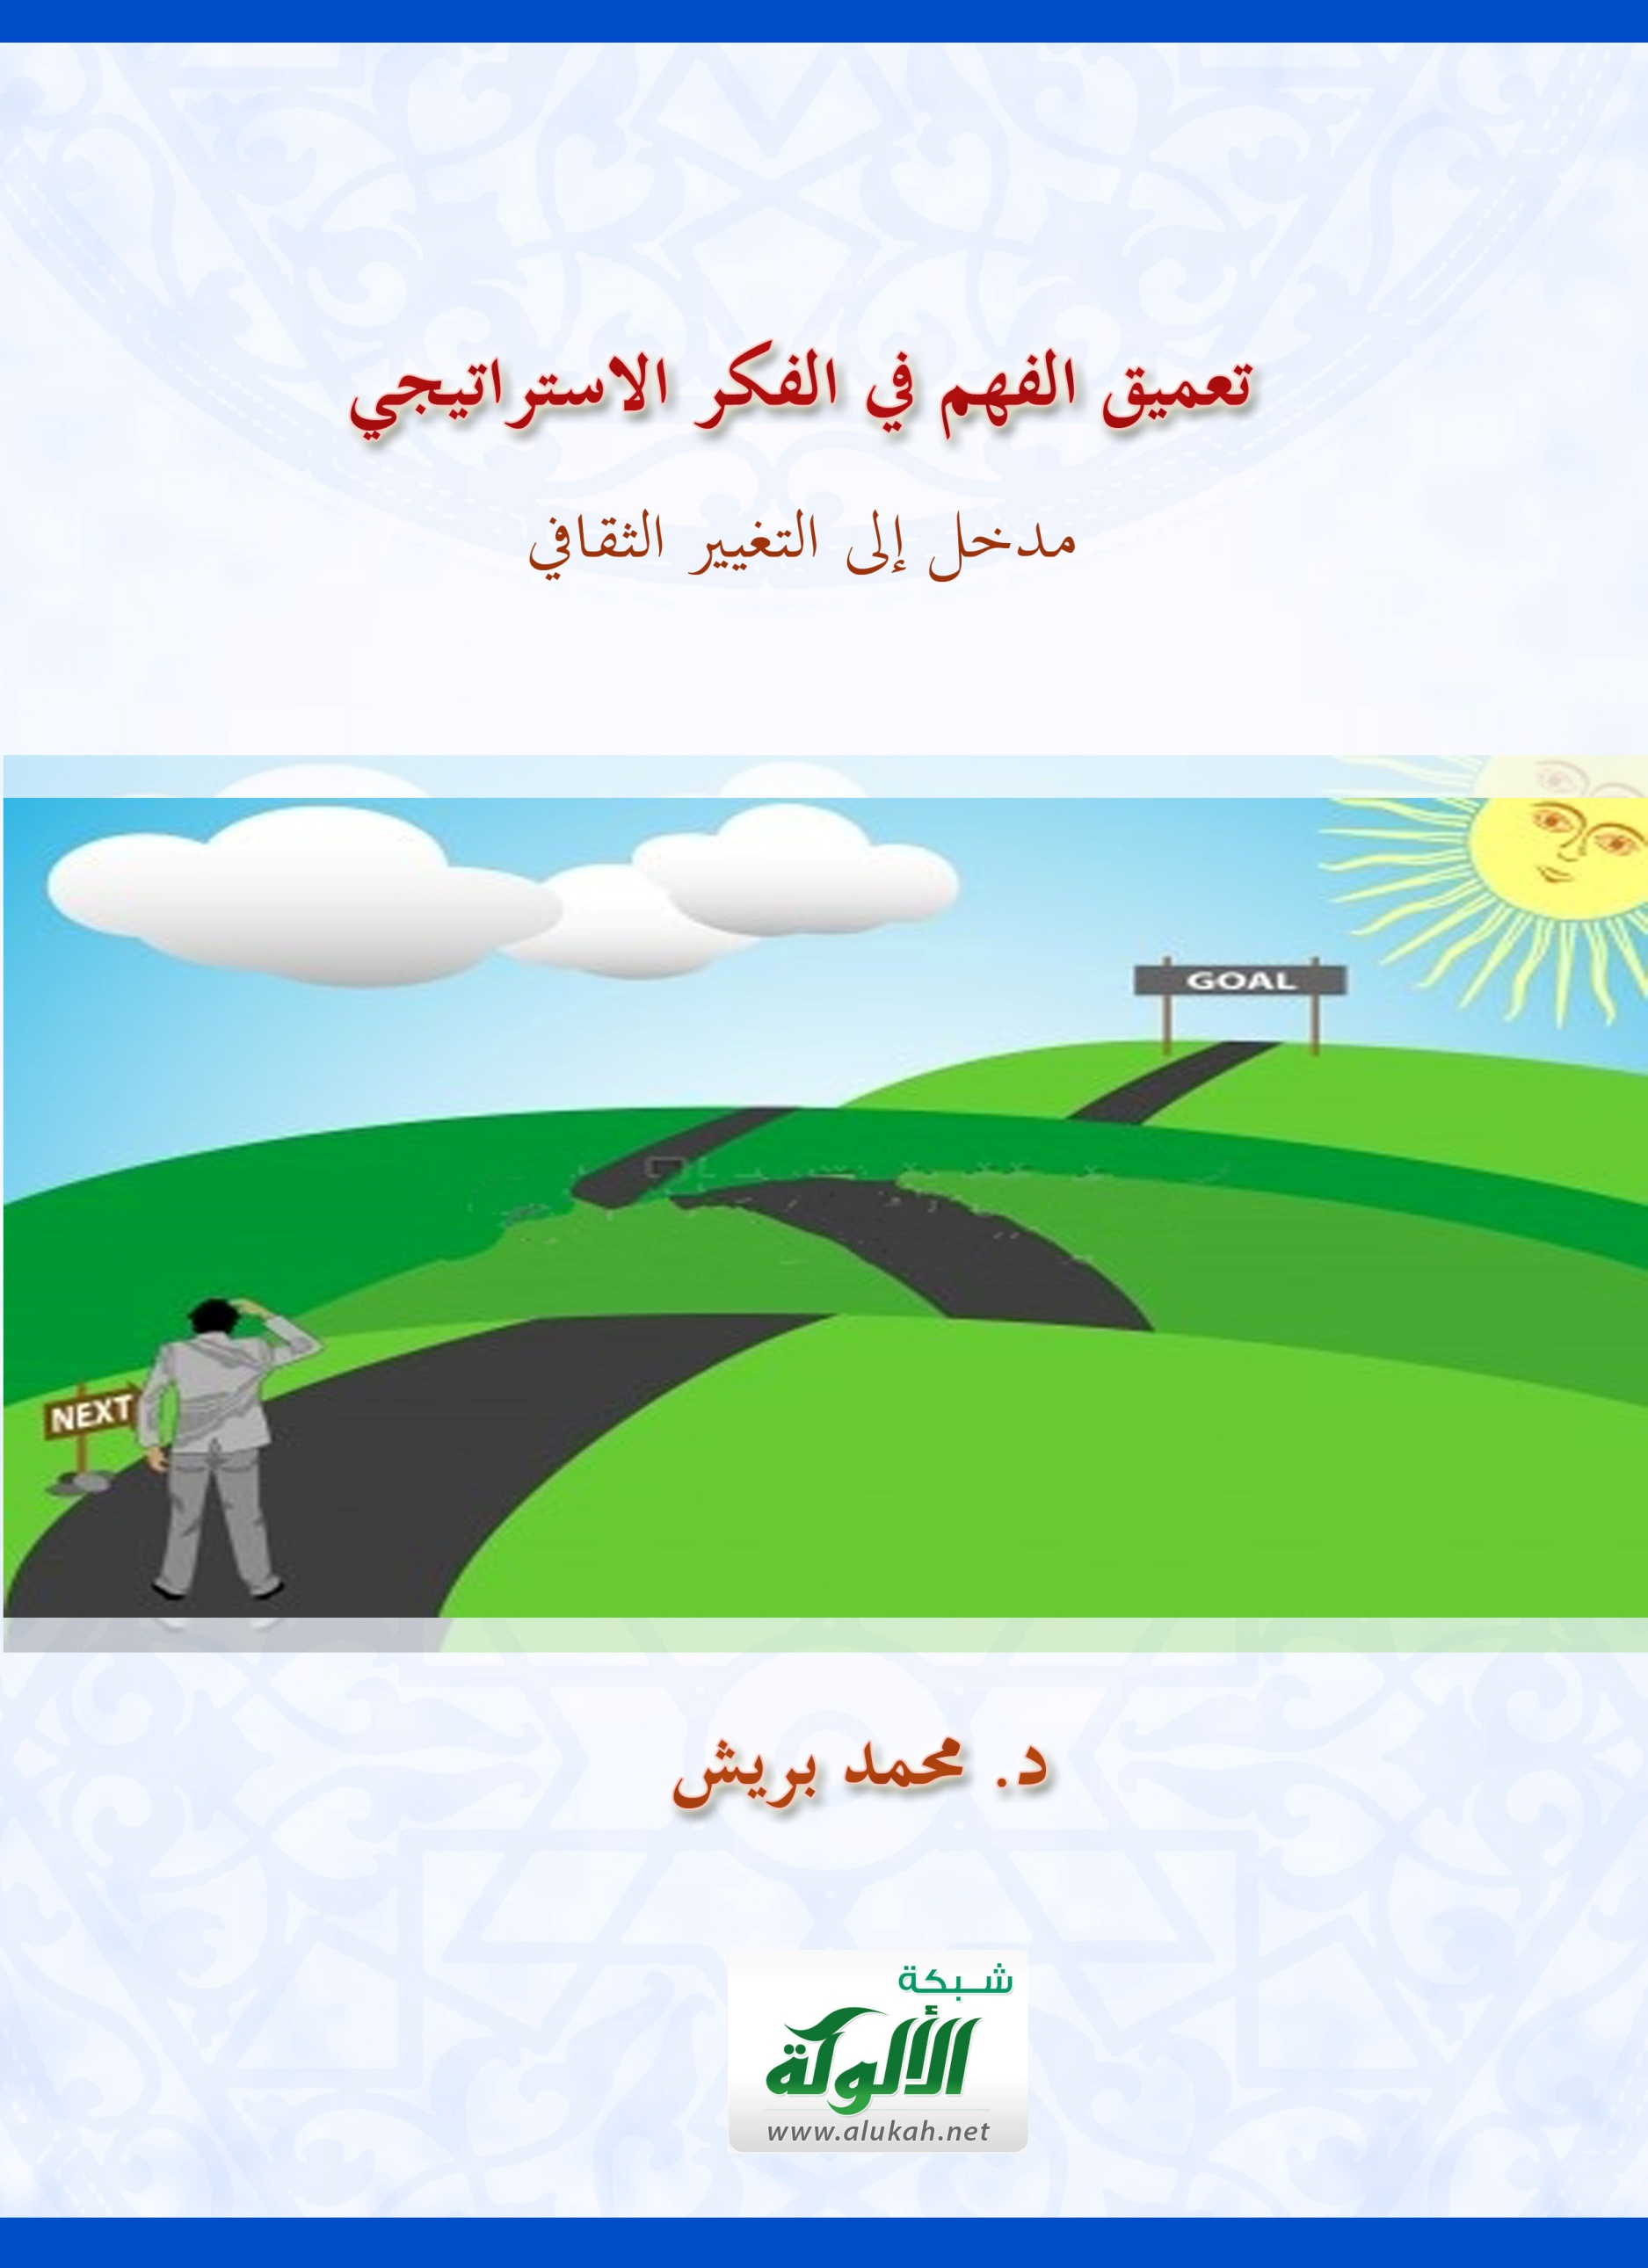 تعميق الفهم في الفكر الاستراتيجي
مدخل إلى التغيير الثقافي
GOAL
NEXT
د. محمد بريش
شبكة
الألوكة
www.alukah.net